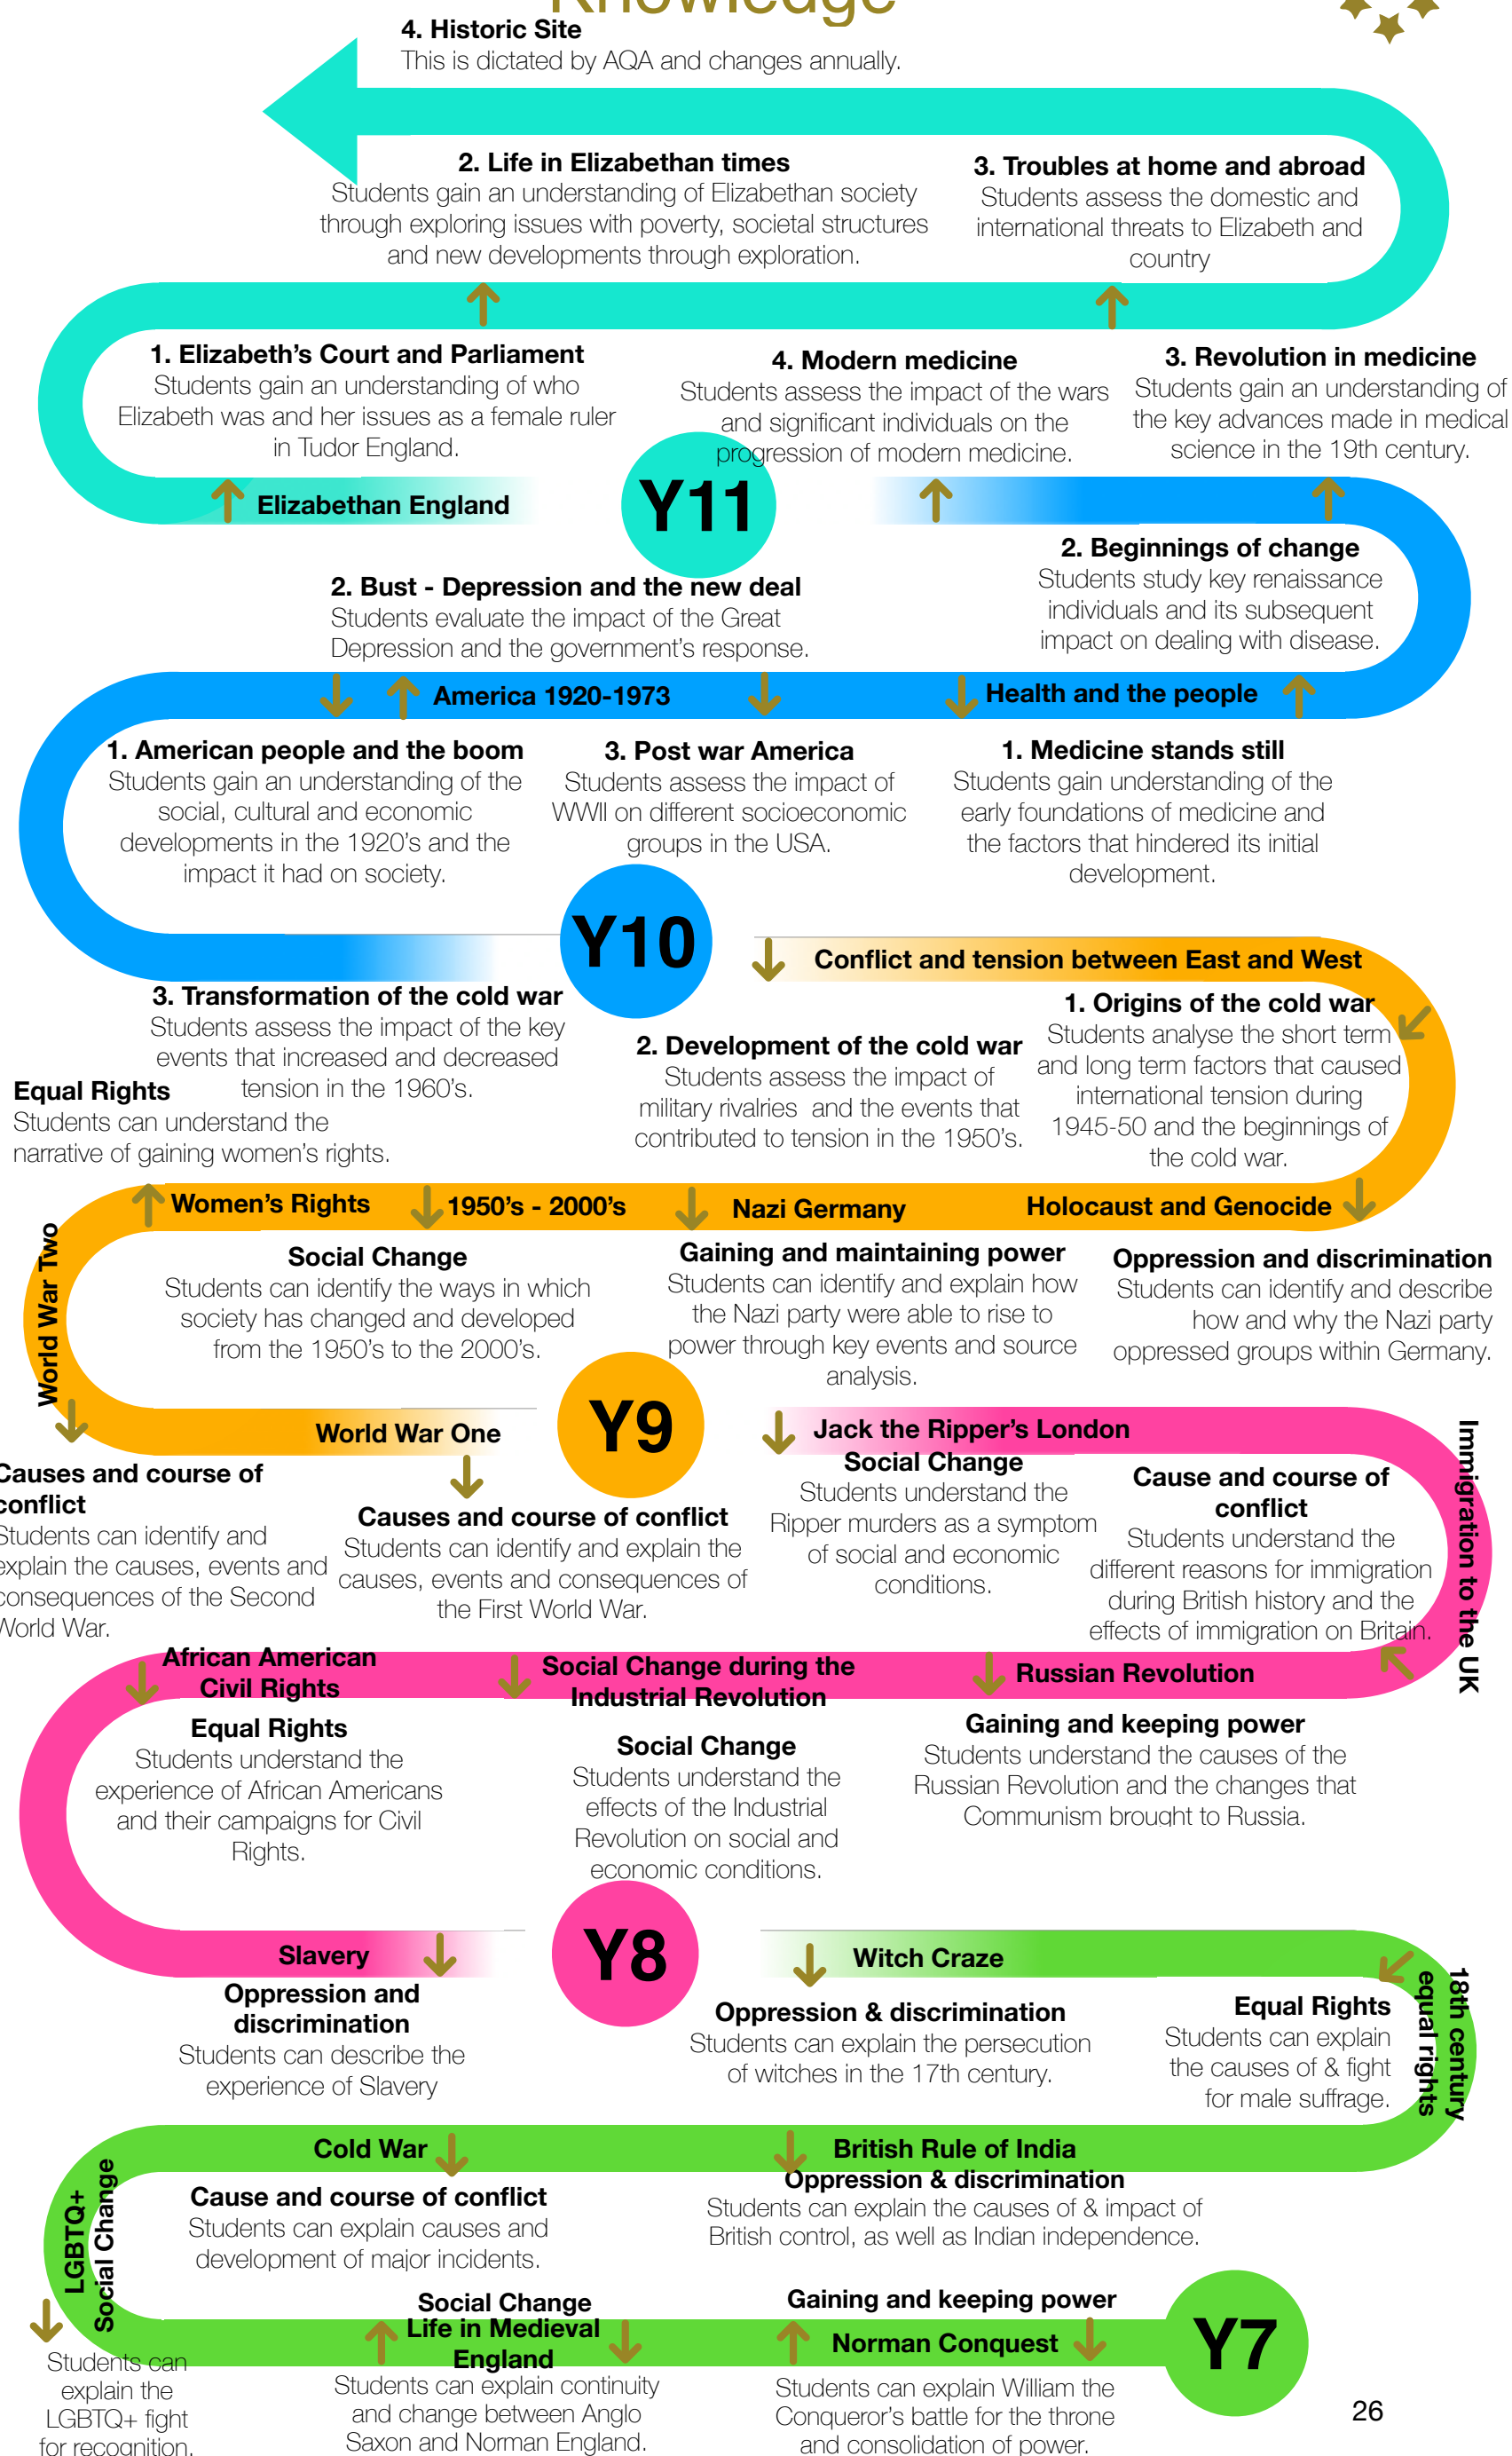 Knowledge
4. Historic Site
This is dictated by AQA and changes annually.
2. Life in Elizabethan times
Students gain an understanding of Elizabethan society
through exploring issues with poverty, societal structures
and new developments through exploration.
3. Troubles at home and abroad
Students assess the domestic and
international threats to Elizabeth and
country
1. Elizabeth's Court and Parliament
Students gain an understanding of who
Elizabeth was and her issues as a female ruler
in Tudor England.
4. Modern medicine
Students assess the impact of the wars
and significant individuals on the
progression of modern medicine.
3. Revolution in medicine
Students gain an understanding of
the key advances made in medical
science in the 19th century.
Elizabethan England
Y11
2. Bust - Depression and the new deal
Students evaluate the impact of the Great
Depression and the government's response.
2. Beginnings of change
Students study key renaissance
individuals and its subsequent
impact on dealing with disease.
America 1920-1973
Health and the people
1. American people and the boom
Students gain an understanding of the
social, cultural and economic
developments in the 1920's and the
impact it had on society.
3. Post war America
Students assess the impact of
WWII on different socioeconomic
groups in the USA.
1. Medicine stands still
Students gain understanding of the
early foundations of medicine and
the factors that hindered its initial
development.
Y10
Conflict and tension between East and West
3. Transformation of the cold war
Students assess the impact of the key
events that increased and decreased
tension in the 1960's.
2. Development of the cold war
Students assess the impact of
military rivalries and the events that
contributed to tension in the 1950's.
1. Origins of the cold war
Students analyse the short term
and long term factors that caused
international tension during
1945-50 and the beginnings of
the cold war.
Equal Rights
Students can understand the
narrative of gaining women's rights.
Women's Rights
1950's - 2000's
Nazi Germany
Holocaust and Genocide
World War Two
Social Change
Students can identify the ways in which
society has changed and developed
from the 1950's to the 2000's.
Gaining and maintaining power
Students can identify and explain how
the Nazi party were able to rise to
power through key events and source
analysis.
Oppression and discrimination
Students can identify and describe
how and why the Nazi party
oppressed groups within Germany.
World War One
Y9
Jack the Ripper's London
Causes and course of
conflict
Students can identify and
explain the causes, events and
consequences of the Second
World War.
Causes and course of conflict
Students can identify and explain the
causes, events and consequences of
the First World War.
Social Change
Students understand the
Ripper murders as a symptom
of social and economic
conditions.
Cause and course of
conflict
Students understand the
different reasons for immigration
during British history and the
effects of immigration on Britain.
Immigration to the UK
African American
Civil Rights
Social Change during the
Industrial Revolution
Russian Revolution
Equal Rights
Students understand the
experience of African Americans
and their campaigns for Civil
Rights.
Social Change
Students understand the
effects of the Industrial
Revolution on social and
economic conditions.
Gaining and keeping power
Students understand the causes of the
Russian Revolution and the changes that
Communism brought to Russia.
Slavery
Y8
Witch Craze
Oppression and
discrimination
Students can describe the
experience of Slavery
Oppression & discrimination
Students can explain the persecution
of witches in the 17th century.
Equal Rights
Students can explain
the causes of & fight
for male suffrage.
18th century
equal rights
Cold War
British Rule of India
Cause and course of conflict
Students can explain causes and
development of major incidents.
Oppression & discrimination
Students can explain the causes of & impact of
British control, as well as Indian independence.
LGBTQ+
Social Change
Students can
explain the
LGBTQ+ fight
for recognition.
Social Change
Life in Medieval
England
Students can explain continuity
and change between Anglo
Saxon and Norman England.
Gaining and keeping power
Norman Conquest
Students can explain William the
Conqueror's battle for the throne
and consolidation of power.
Y7
26